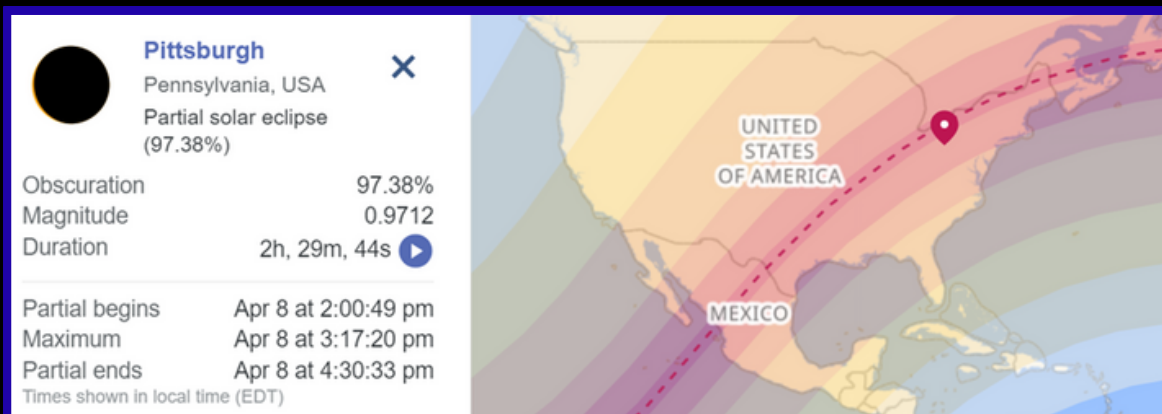 Pittsburgh
Pennsylvania, USA
Partial solar eclipse
(97.38%)
Obscuration 97.38%
Magnitude 0.9712
Duration 2h, 29m, 44s
Partial begins Apr 8 at 2:00:49 pm
Maximum Apr 8 at 3:17:20 pm
Partial ends Apr 8 at 4:30:33 pm
Times shown in local time (EDT)
UNITED
STATES
OF AMERICA
MEXICO